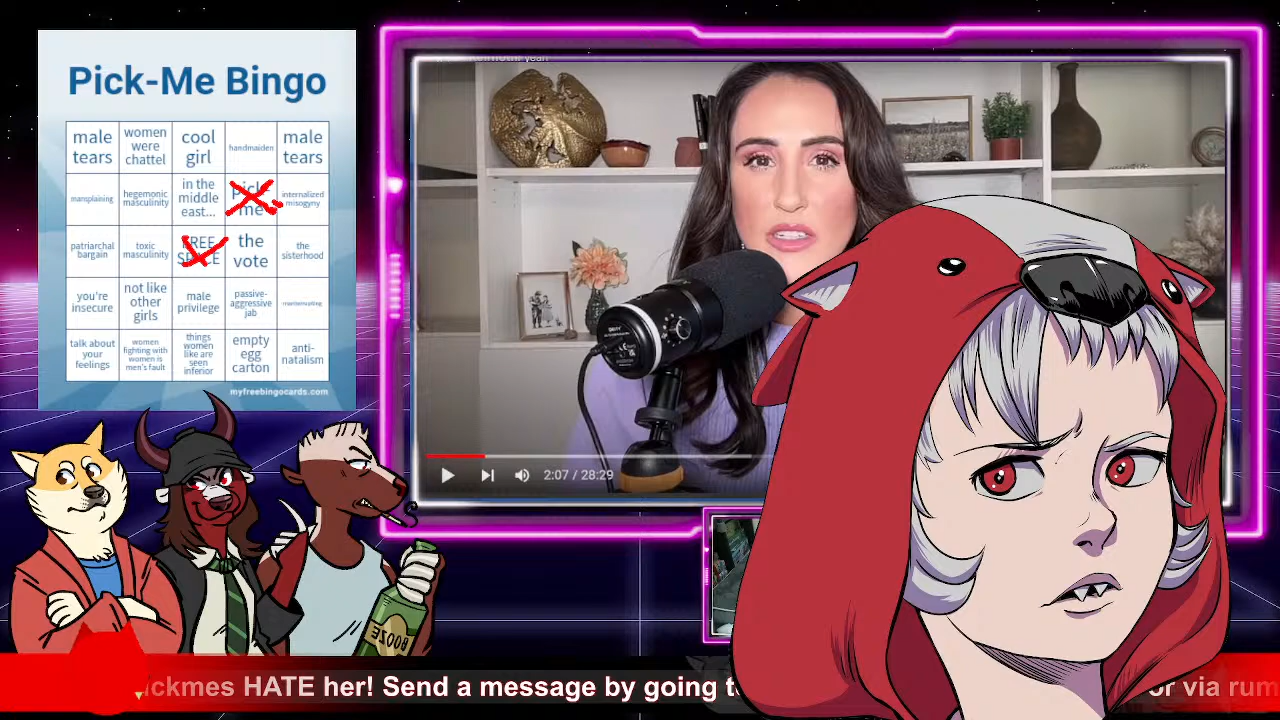 Pick-Me Bingo
male tears
women were chattel
cool girl
handmaiden
male tears
mansplaining
hegemonic masculinity
in the middle east...
pick me
internalized misogyny
patriarchal bargain
toxic masculinity
FREE SPACE
the vote
the sisterhood
you're insecure
not like other girls
male privilege
passive-aggressive jab
talk about your feelings
women fighting with women is men's fault
things women like are seen inferior
empty egg carton
anti-natalism
myfreebingocards.com
yeah
2:07 / 28:29
BOOZE
ickmes HATE her! Send a message by going t
or via rum